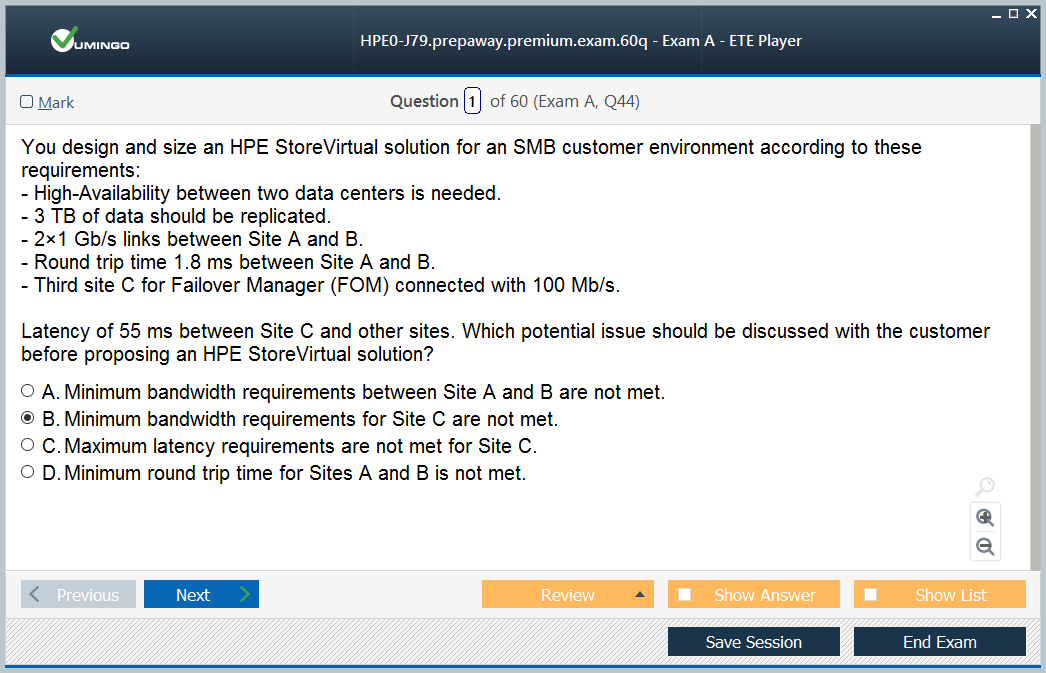 VUMINGO
HPE0-J79.prepaway.premium.exam.60q - Exam A - ETE Player
Mark
Question 1 of 60 (Exam A, Q44)
You design and size an HPE StoreVirtual solution for an SMB customer environment according to these
requirements:
- High-Availability between two data centers is needed.
- 3 TB of data should be replicated.
- 2×1 Gb/s links between Site A and B.
- Round trip time 1.8 ms between Site A and B.
- Third site C for Failover Manager (FOM) connected with 100 Mb/s.
Latency of 55 ms between Site C and other sites. Which potential issue should be discussed with the customer
before proposing an HPE StoreVirtual solution?
A. Minimum bandwidth requirements between Site A and B are not met.
B. Minimum bandwidth requirements for Site C are not met.
C. Maximum latency requirements are not met for Site C.
D. Minimum round trip time for Sites A and B is not met.
Previous
Next
Review
Show Answer
Show List
Save Session
End Exam